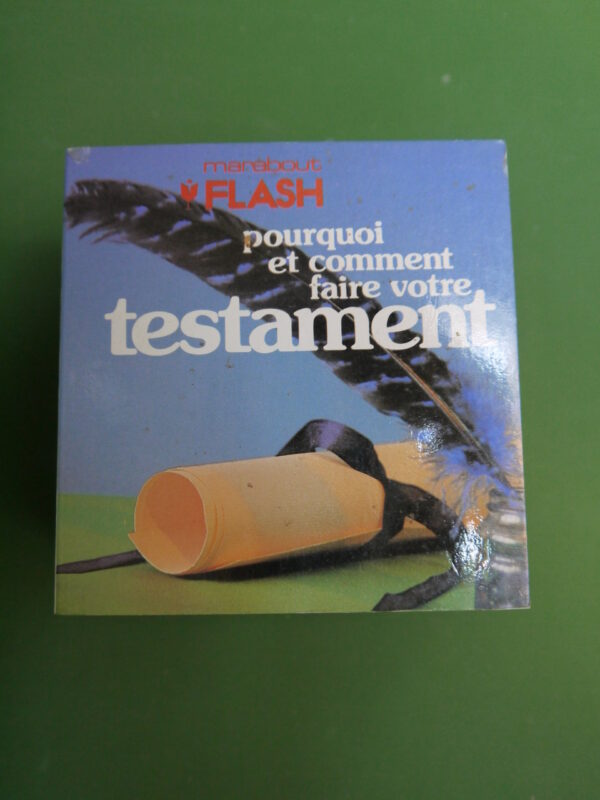 marabout
FLASH
pourquoi
et comment
faire votre
testament